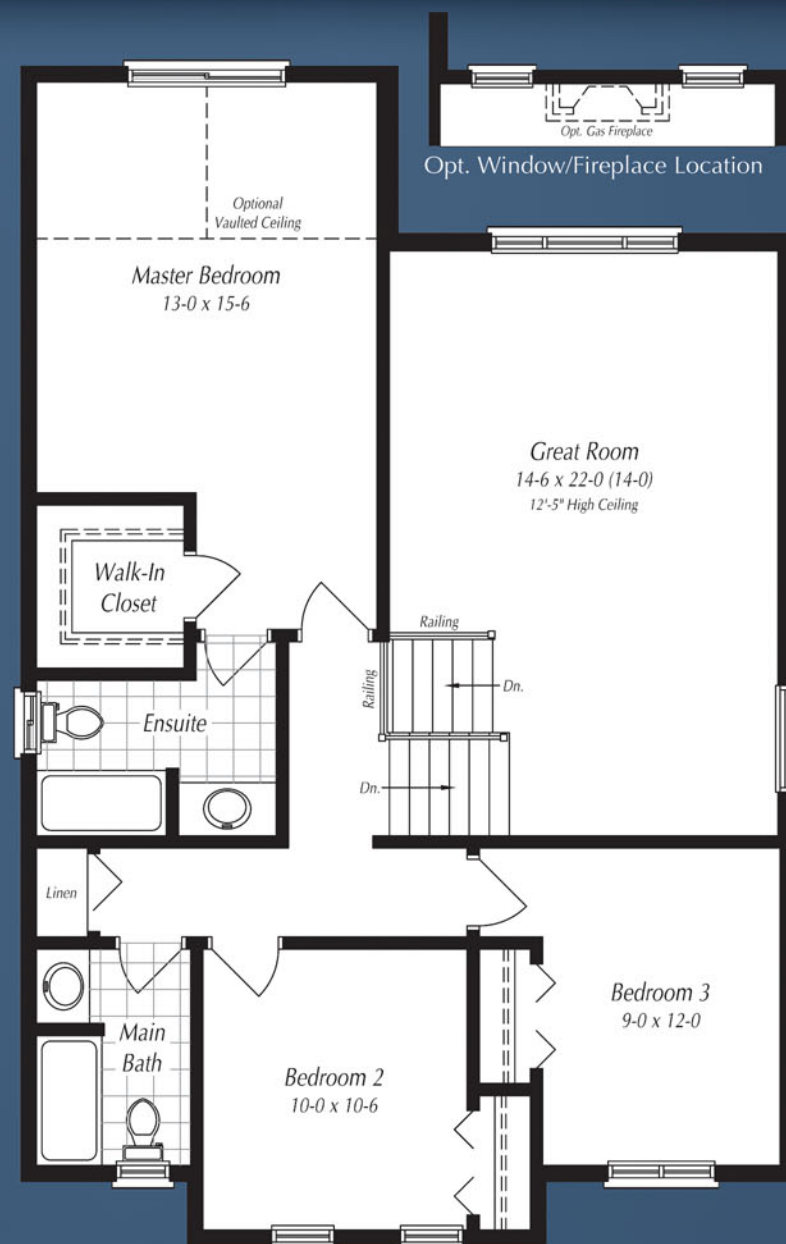 Opt. Gas Fireplace
Opt. Window/Fireplace Location
Optional
Vaulted Ceiling
Master Bedroom
13-0 x 15-6
Great Room
14-6 x 22-0 (14-0)
12'-5" High Ceiling
Walk-In
Closet
Railing
Railing
Dn.
Ensuite
Dn.
Linen
Bedroom 3
9-0 x 12-0
Main
Bath
Bedroom 2
10-0 x 10-6